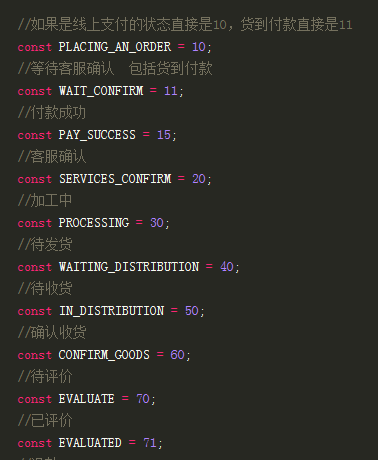 //如果是线上支付的状态直接是10，货到付款直接是11
const PLACING_AN_ORDER = 10;
//等待客服确认  包括货到付款
const WAIT_CONFIRM = 11;
//付款成功
const PAY_SUCCESS = 15;
//客服确认
const SERVICES_CONFIRM = 20;
//加工中
const PROCESSING = 30;
//待发货
const WAITING_DISTRIBUTION = 40;
//待收货
const IN_DISTRIBUTION = 50;
//确认收货
const CONFIRM_GOODS = 60;
//待评价
const EVALUATE = 70;
//已评价
const EVALUATED = 71;